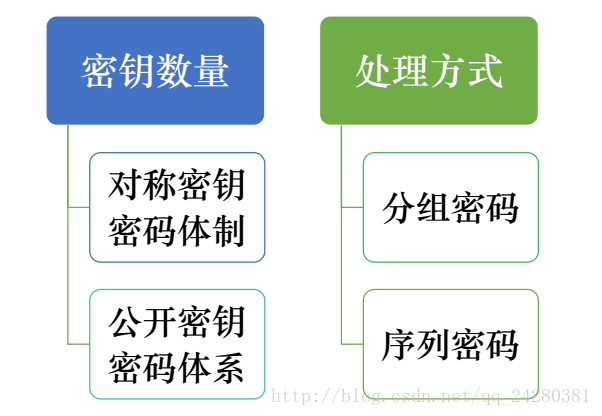 密钥数量
对称密钥
密码体制
公开密钥
密码体系
处理方式
分组密码
序列密码
http://blog.csdn.net/qq_24280381